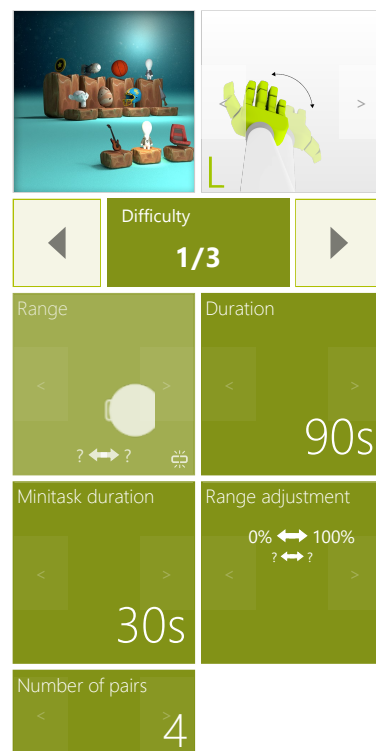 < >
L
Difficulty
1/3
Range Duration
< > < >
90s
? ?
Minitask duration Range adjustment
0% 100%
? ?
< > < >
30s
Number of pairs
< >
4